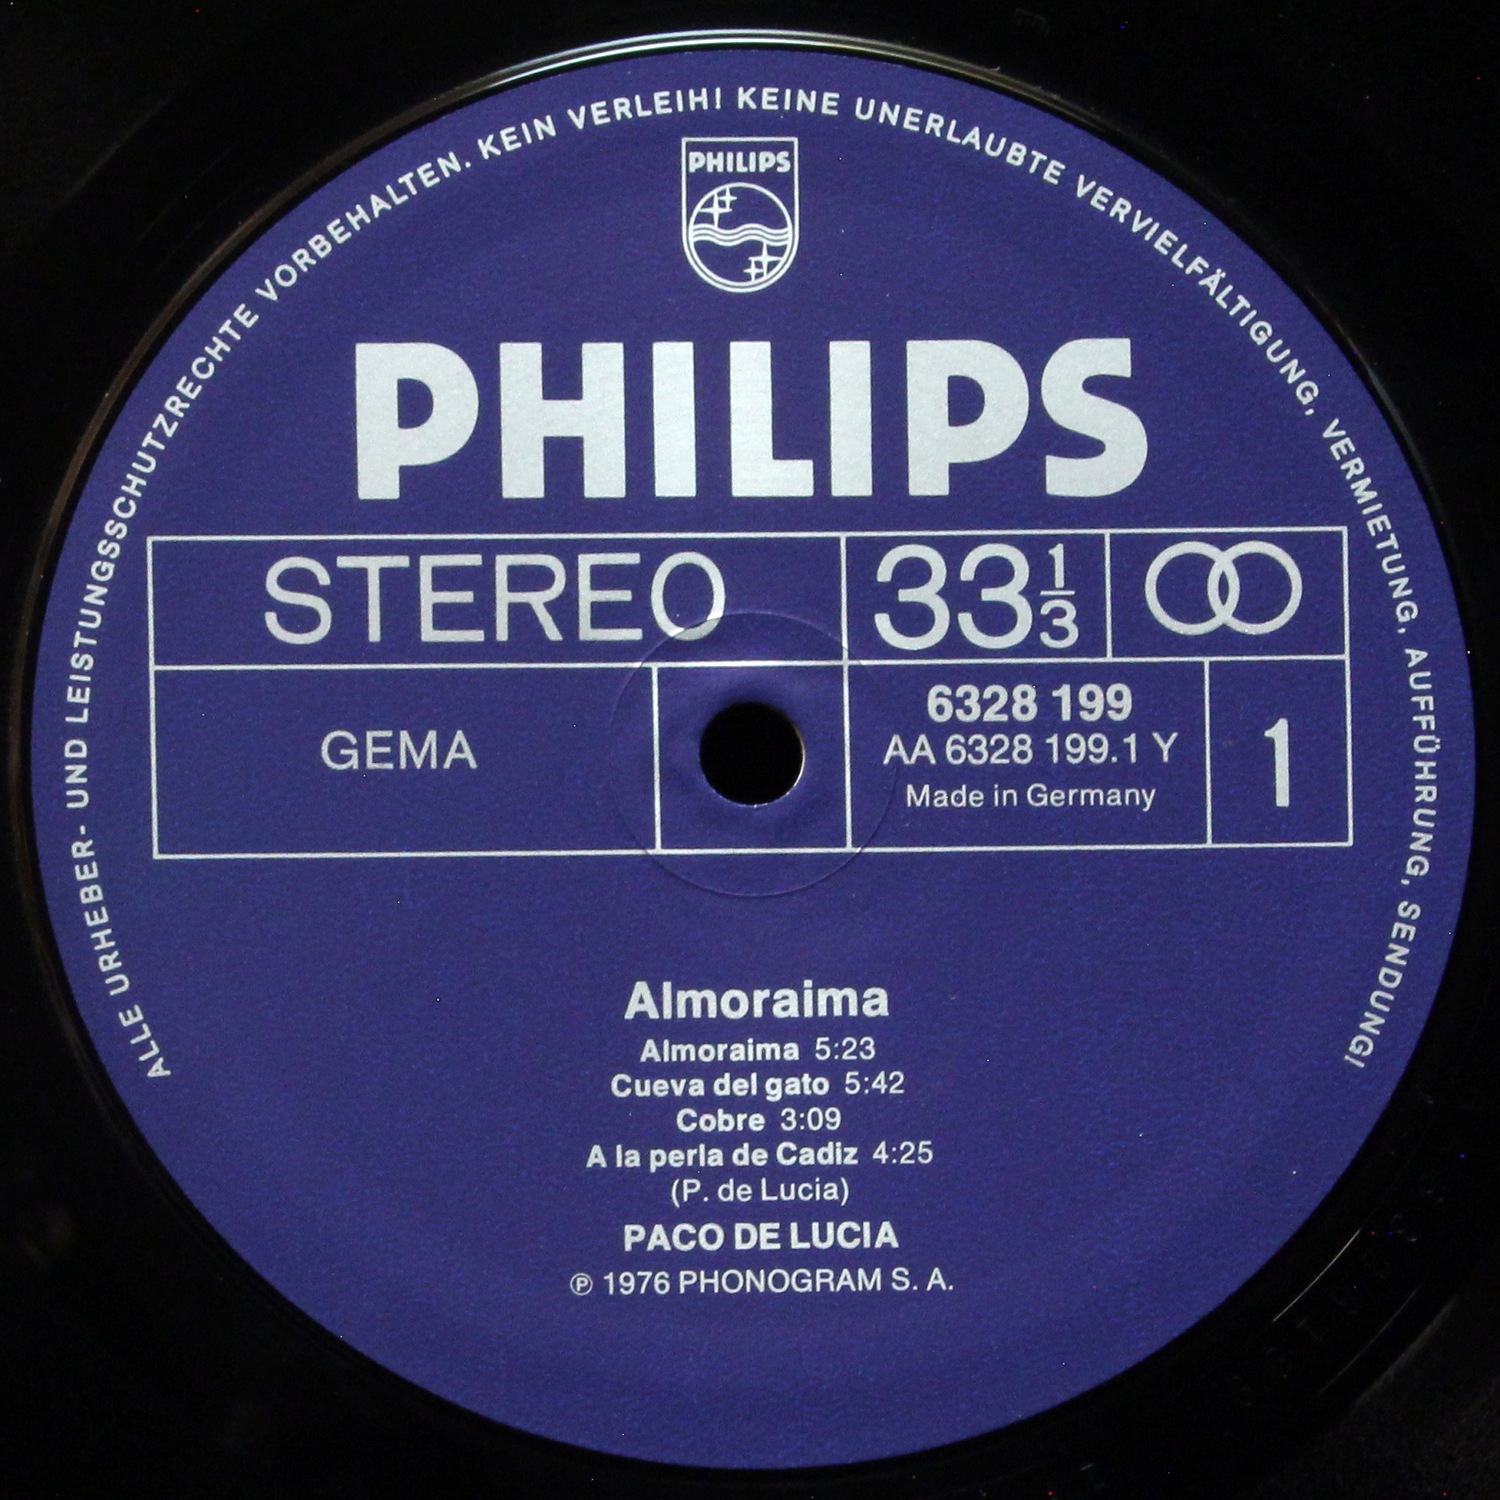 ALLE URHEBER- UND LEISTUNGSSCHUTZRECHTE VORBEHALTEN. KEIN VERLEIH! KEINE UNERLAUBTE VERVIELFÄLTIGUNG, VERMIETUNG, AUFFÜHRUNG, SENDUNG!
PHILIPS
PHILIPS
STEREO 33 1/3
GEMA
6328 199
AA 6328 199.1 Y
Made in Germany
1
Almoraima
Almoraima 5:23
Cueva del gato 5:42
Cobre 3:09
A la perla de Cadiz 4:25
(P. de Lucia)
PACO DE LUCIA
℗ 1976 PHONOGRAM S. A.